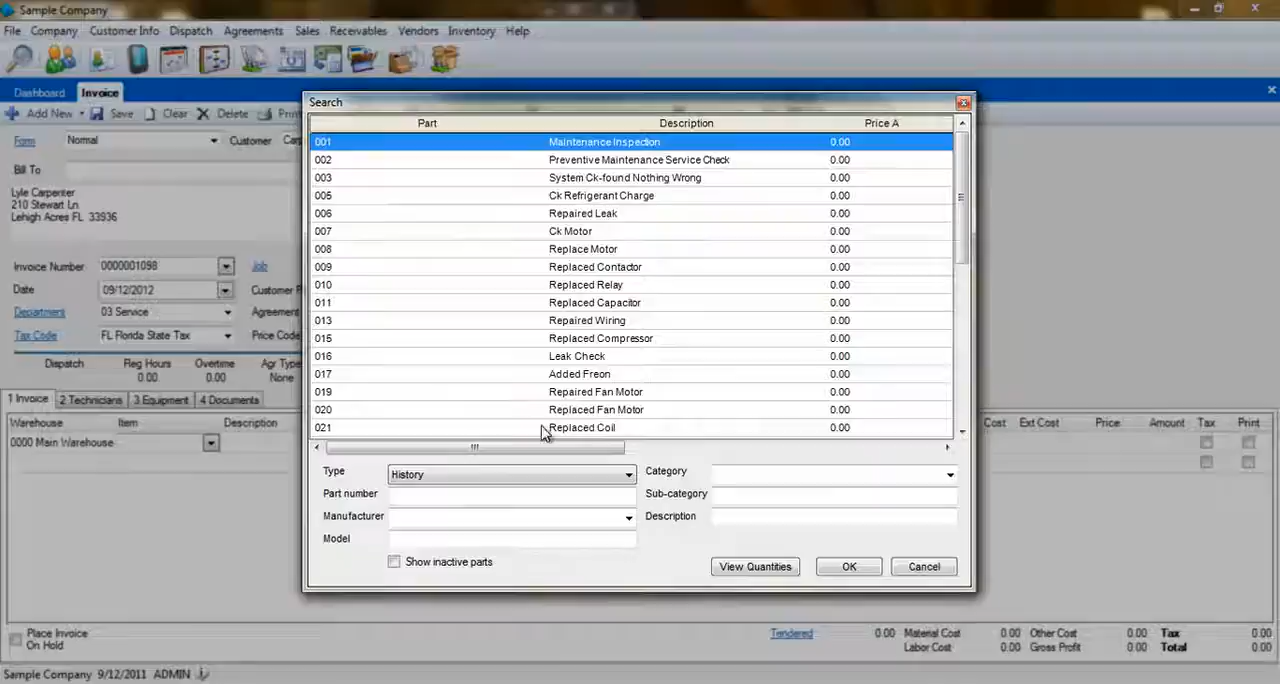 Sample Company
File Company Customer Info Dispatch Agreements Sales Receivables Vendors Inventory Help
Dashboard Invoice
Add New Save Clear Delete
Form Normal Customer
Bill To
Lyle Carpenter
210 Stewart Ln
Lehigh Acres FL 33936
Invoice Number 0000001098 Job
Date 09/12/2012
Department 03 Service
Tax Code FL Florida State Tax Price Code
Dispatch Reg Hours Overtime Agr Type
0.00 0.00 None
1 Invoice 2 Technicians 3 Equipment 4 Documents
Warehouse Item Description Cost Ext Cost Price Amount Tax Print
0000 Main Warehouse
Search
Part Description Price A
001 Maintenance Inspection 0.00
002 Preventive Maintenance Service Check 0.00
003 System Ck-found Nothing Wrong 0.00
005 Ck Refrigerant Charge 0.00
006 Repaired Leak 0.00
007 Ck Motor 0.00
008 Replace Motor 0.00
009 Replaced Contactor 0.00
010 Replaced Relay 0.00
011 Replaced Capacitor 0.00
013 Repaired Wiring 0.00
015 Replaced Compressor 0.00
016 Leak Check 0.00
017 Added Freon 0.00
019 Repaired Fan Motor 0.00
020 Replaced Fan Motor 0.00
021 Replaced Coil 0.00
Type History Category
Part number Sub-category
Manufacturer Description
Model
Show inactive parts
View Quantities OK Cancel
Place Invoice
On Hold
Tendered 0.00 Material Cost 0.00 Other Cost 0.00 Tax 0.00
Labor Cost 0.00 Gross Profit 0.00 Total 0.00
Sample Company 9/12/2011 ADMIN